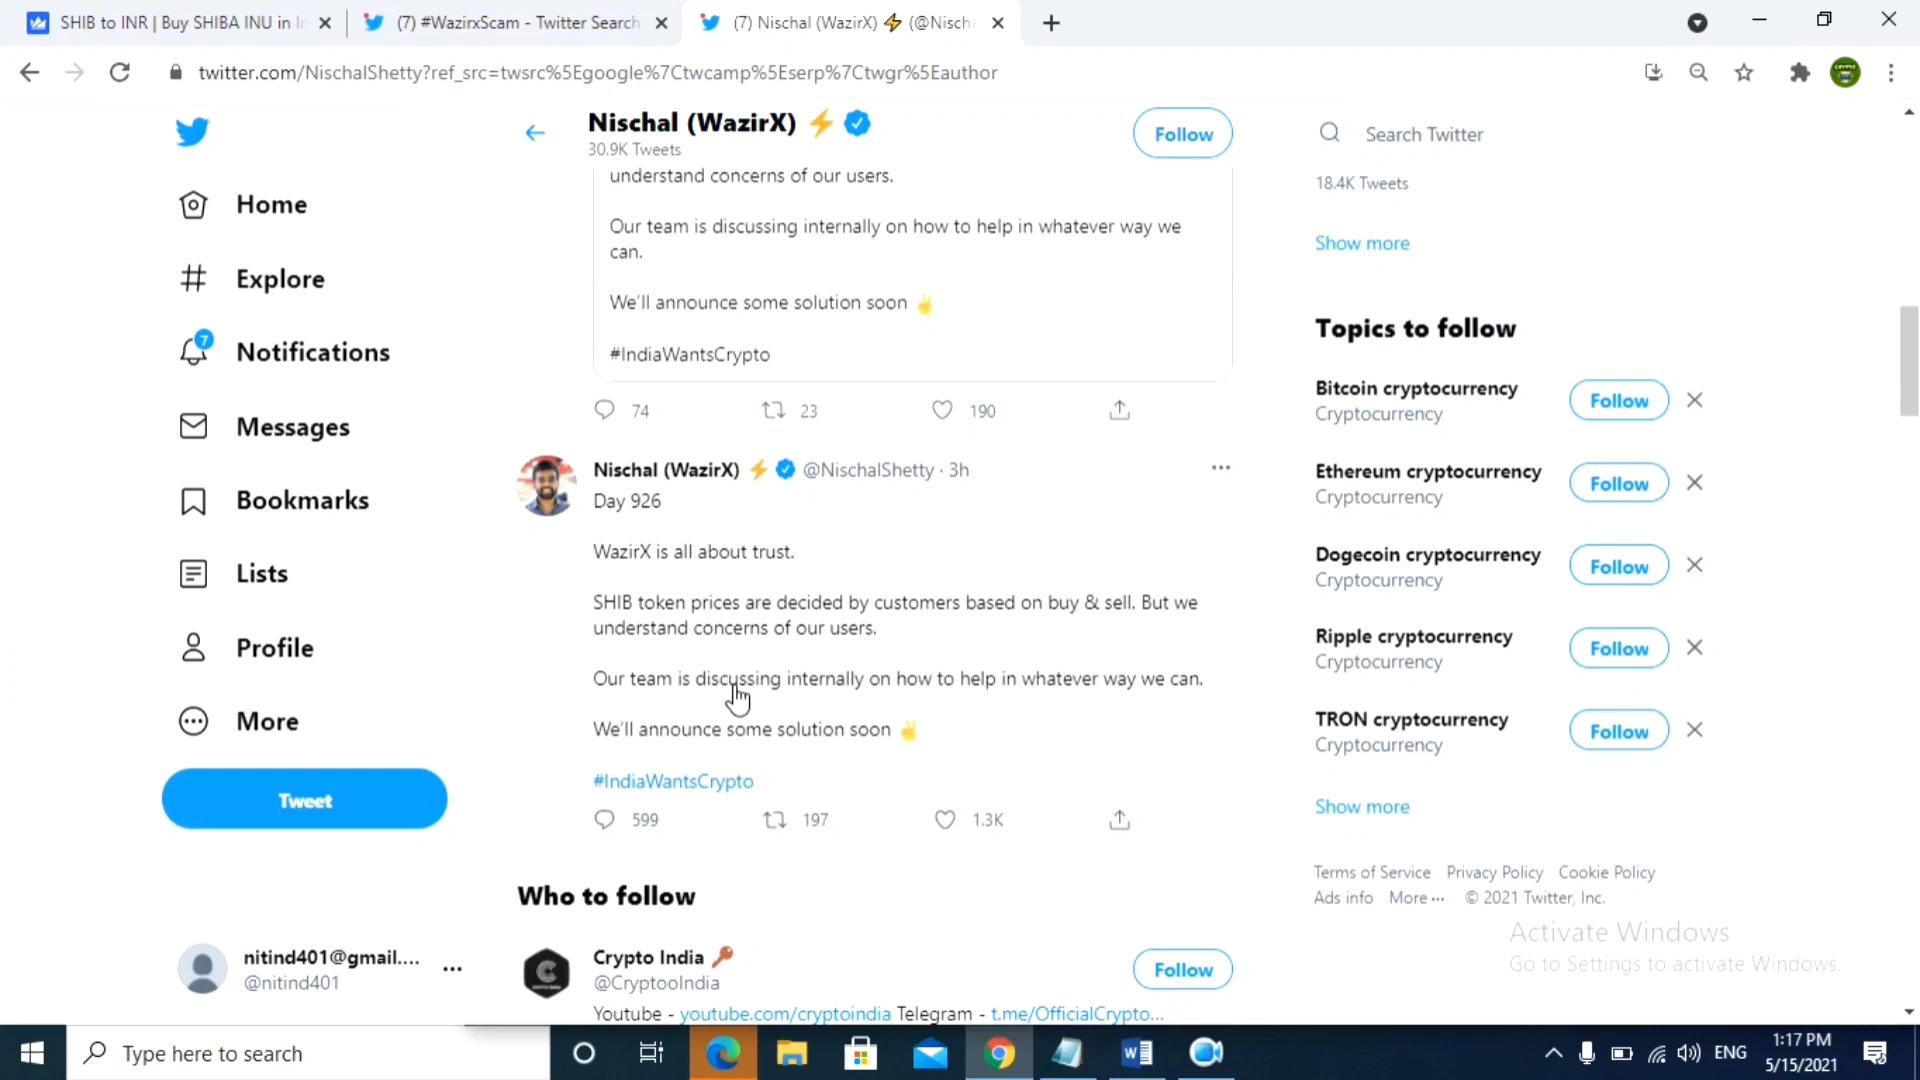 SHIB to INR | Buy SHIBA INU in In
(7) #WazirxScam - Twitter Search
(7) Nischal (WazirX) ⚡ (@Nischa
twitter.com/NischalShetty?ref_src=twsrc%5Egoogle%7Ctwcamp%5Eserp%7Ctwgr%5Eauthor
Home
Explore
7
Notifications
Messages
Bookmarks
Lists
Profile
More
Tweet
nitind401@gmail....
@nitind401
Nischal (WazirX) ⚡
30.9K Tweets
Follow
understand concerns of our users.
Our team is discussing internally on how to help in whatever way we
can.
We'll announce some solution soon ✌
#IndiaWantsCrypto
74 23 190
Nischal (WazirX) ⚡ @NischalShetty · 3h
Day 926
WazirX is all about trust.
SHIB token prices are decided by customers based on buy & sell. But we
understand concerns of our users.
Our team is discussing internally on how to help in whatever way we can.
We'll announce some solution soon ✌
#IndiaWantsCrypto
599 197 1.3K
Who to follow
Crypto India 🔑
@CryptooIndia
Follow
Youtube - youtube.com/cryptoindia Telegram - t.me/OfficialCrypto...
Search Twitter
18.4K Tweets
Show more
Topics to follow
Bitcoin cryptocurrency
Cryptocurrency
Follow
Ethereum cryptocurrency
Cryptocurrency
Follow
Dogecoin cryptocurrency
Cryptocurrency
Follow
Ripple cryptocurrency
Cryptocurrency
Follow
TRON cryptocurrency
Cryptocurrency
Follow
Show more
Terms of Service Privacy Policy Cookie Policy
Ads info More ··· © 2021 Twitter, Inc.
Activate Windows
Go to Settings to activate Windows.
Type here to search
ENG
1:17 PM
5/15/2021